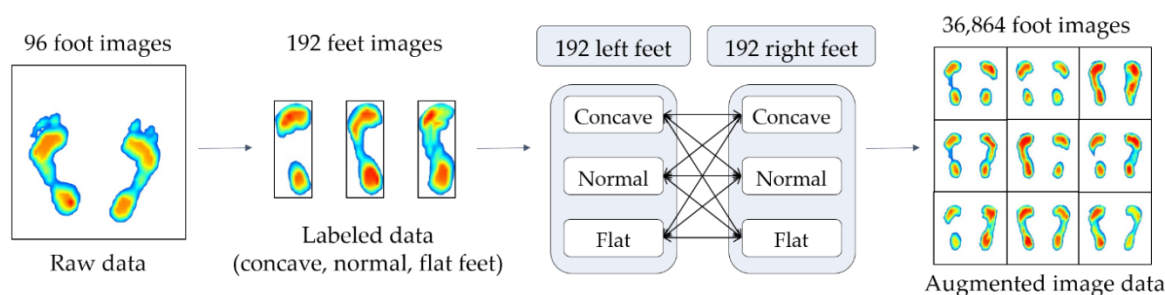 96 foot images
Raw data
192 feet images
Labeled data
(concave, normal, flat feet)
192 left feet
192 right feet
Concave
Normal
Flat
Concave
Normal
Flat
36,864 foot images
Augmented image data